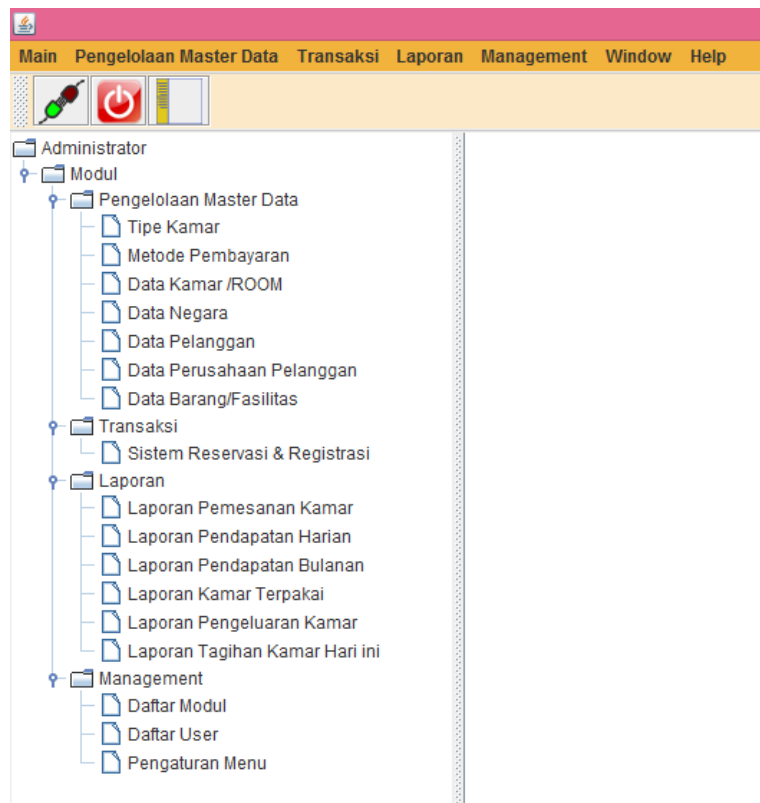 Main Pengelolaan Master Data Transaksi Laporan Management Window Help
Administrator
Modul
Pengelolaan Master Data
Tipe Kamar
Metode Pembayaran
Data Kamar /ROOM
Data Negara
Data Pelanggan
Data Perusahaan Pelanggan
Data Barang/Fasilitas
Transaksi
Sistem Reservasi & Registrasi
Laporan
Laporan Pemesanan Kamar
Laporan Pendapatan Harian
Laporan Pendapatan Bulanan
Laporan Kamar Terpakai
Laporan Pengeluaran Kamar
Laporan Tagihan Kamar Hari ini
Management
Daftar Modul
Daftar User
Pengaturan Menu